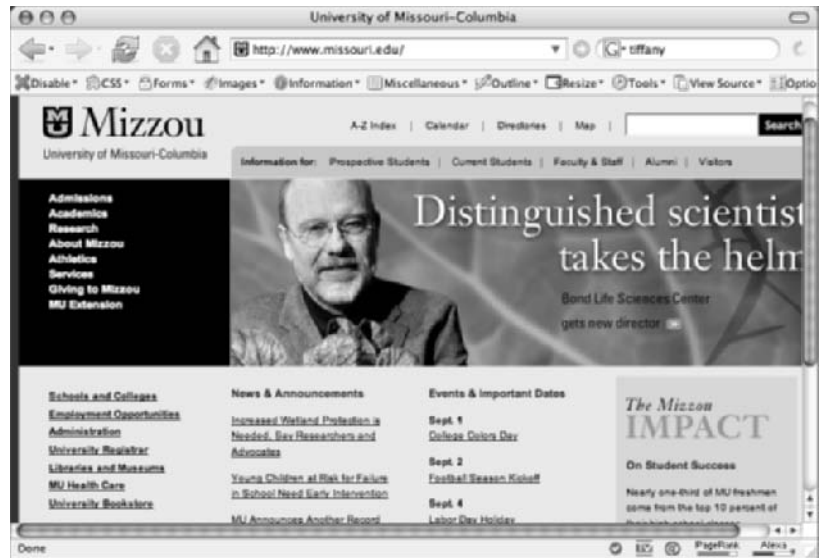 University of Missouri-Columbia
http://www.missouri.edu/
G tiffany
Disable CSS Forms Images Information Miscellaneous Outline Resize Tools View Source Optio
Mizzou
University of Missouri-Columbia
A-Z Index | Calendar | Directories | Map | Search
Information for: Prospective Students | Current Students | Faculty & Staff | Alumni | Visitors
Admissions
Academics
Research
About Mizzou
Athletics
Services
Giving to Mizzou
MU Extension
Distinguished scientist
takes the helm
Bond Life Sciences Center
gets new director
Schools and Colleges
Employment Opportunities
Administration
University Registrar
Libraries and Museums
MU Health Care
University Bookstore
News & Announcements
Increased Wetland Protection is
Needed, Say Researchers and
Advocates
Young Children at Risk for Failure
in School Need Early Intervention
MU Announces Another Record
Events & Important Dates
Sept. 1
College Colors Day
Sept. 2
Football Season Kickoff
Sept. 4
Labor Day Holiday
The Mizzou
IMPACT
On Student Success
Nearly one-third of MU freshmen
come from the top 10 percent of
their high school classes
Done
PageRank Alexa